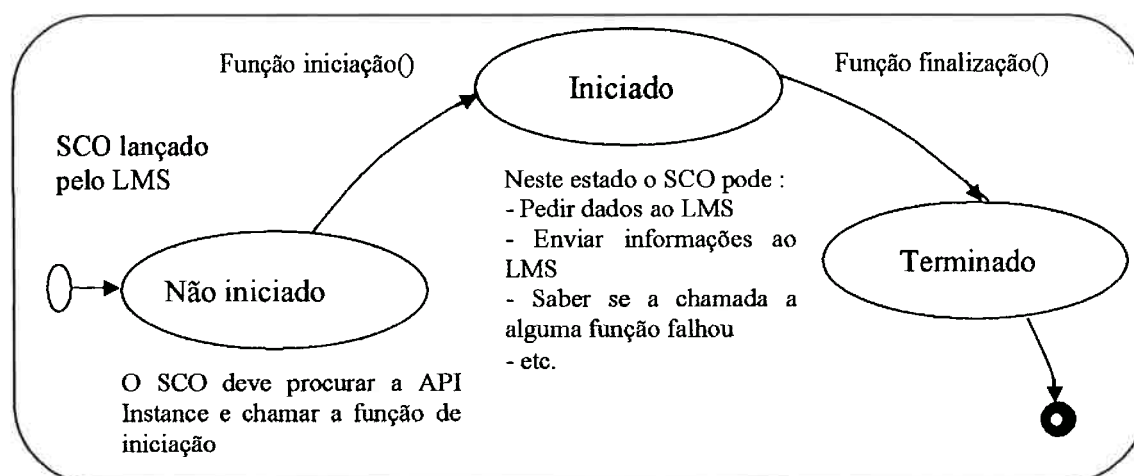 Função iniciação()
Iniciado
Função finalização()
SCO lançado
pelo LMS
Neste estado o SCO pode :
- Pedir dados ao LMS
- Enviar informações ao
LMS
- Saber se a chamada a
alguma função falhou
- etc.
Não iniciado
Terminado
O SCO deve procurar a API
Instance e chamar a função de
iniciação